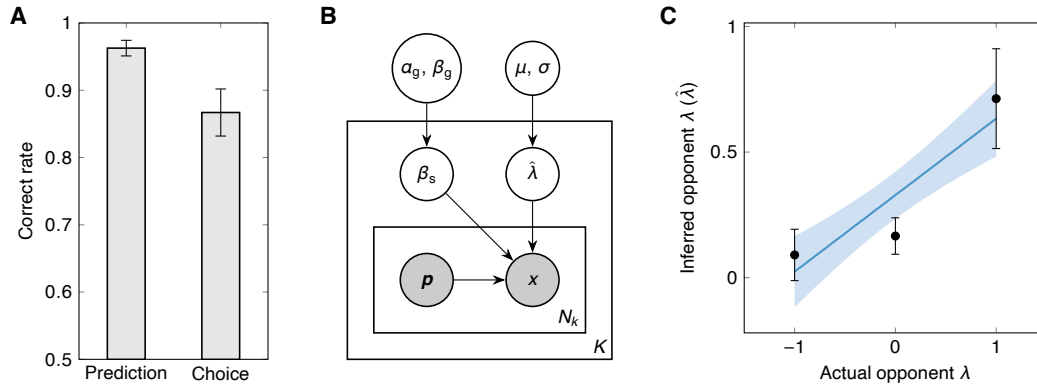 A
Correct rate
1
0.9
0.8
0.7
0.6
0.5
Prediction Choice
B
αg, βg
μ, σ
βs
λ̂
p
x
Nk
K
C
Inferred opponent λ (λ̂)
1
0.5
0
−1 0 1
Actual opponent λ